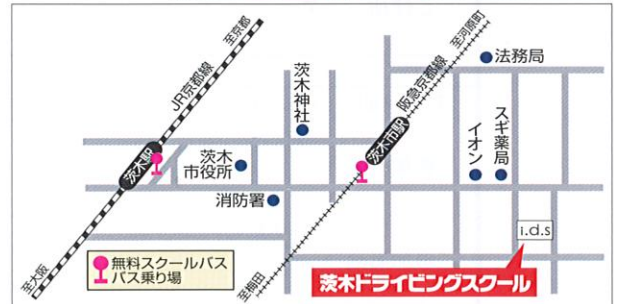 至京都
JR京都線
茨木駅
至大阪
至河原町
阪急京都線
茨木市駅
至梅田
茨木神社
茨木
市役所
消防署
法務局
スギ薬局
イオン
i.d.s
無料スクールバス
バス乗り場
茨木ドライビングスクール